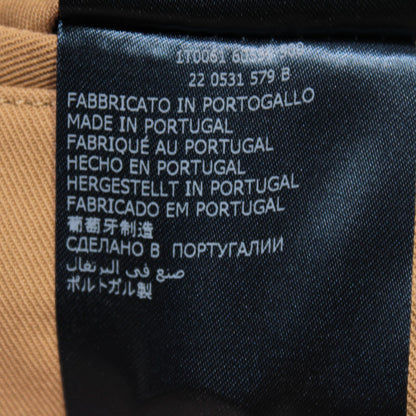 22 0531 579 B
FABBRICATO IN PORTOGALLO
MADE IN PORTUGAL
FABRIQUÉ AU PORTUGAL
HECHO EN PORTUGAL
HERGESTELLT IN PORTUGAL
FABRICADO EM PORTUGAL
葡萄牙制造
СДЕЛАНО В ПОРТУГАЛИИ
صنع في البرتغال
ポルトガル製